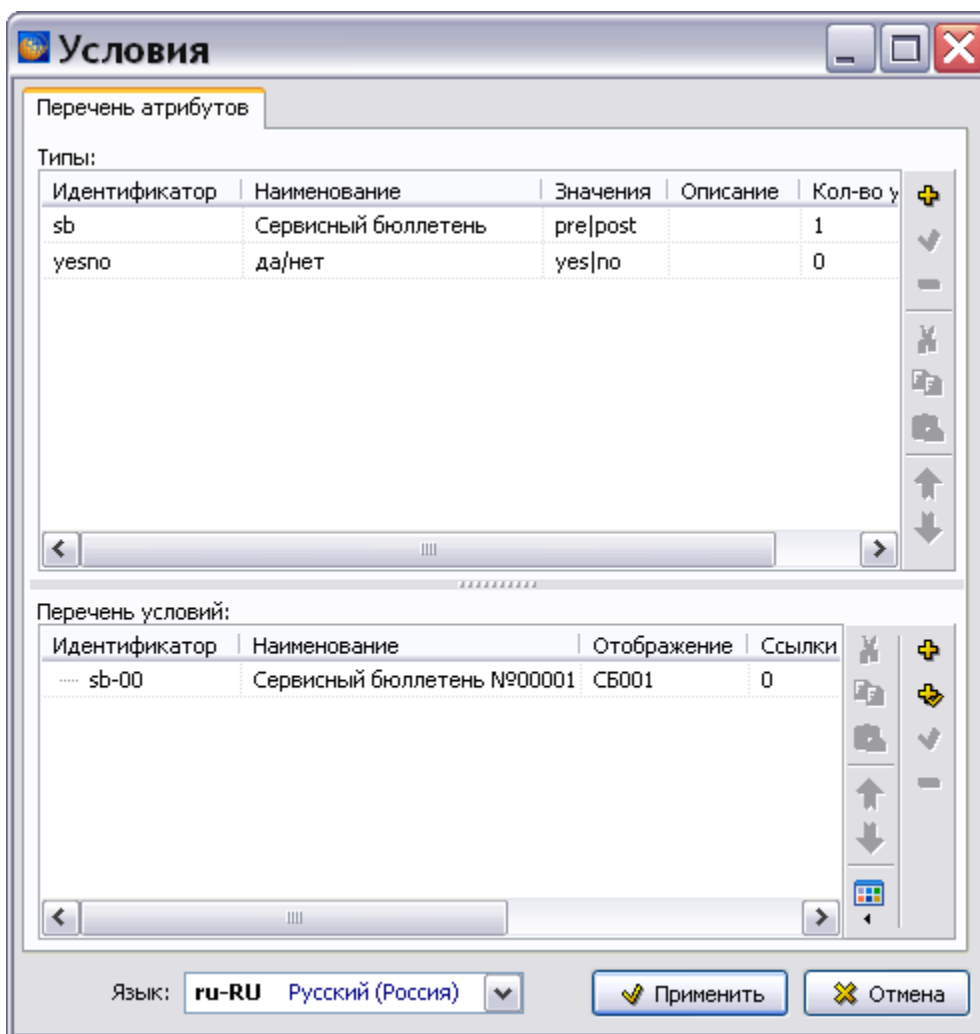 Условия
Перечень атрибутов
Типы:
Идентификатор Наименование Значения Описание Кол-во у
sb Сервисный бюллетень pre|post 1
yesno да/нет yes|no 0
Перечень условий:
Идентификатор Наименование Отображение Ссылки
sb-00 Сервисный бюллетень №00001 СБ001 0
Язык: ru-RU Русский (Россия) Применить Отмена